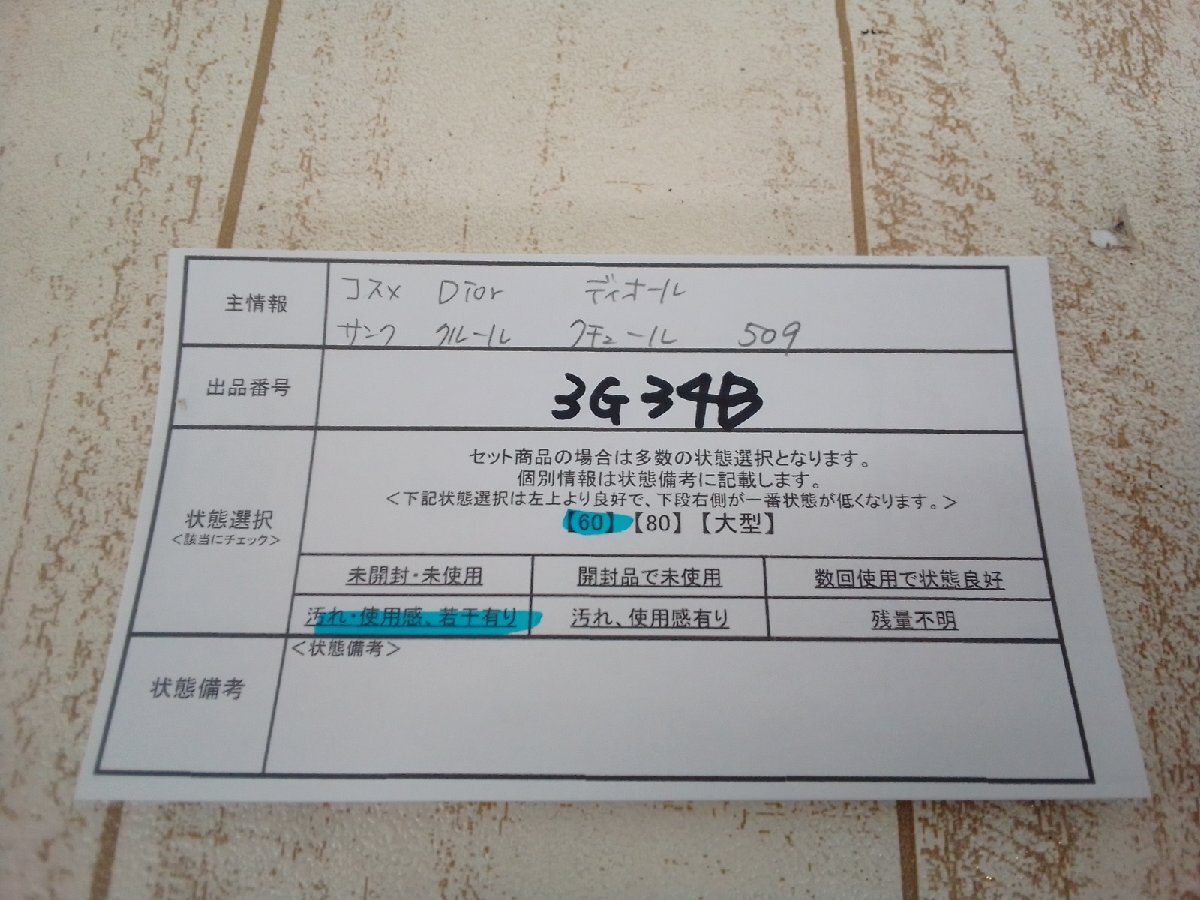 主情報
コスメ Dior ディオール
サンク クルール クチュール 509
出品番号
3G34B
状態選択
<該当にチェック>
セット商品の場合は多数の状態選択となります。
個別情報は状態備考に記載します。
<下記状態選択は左上より良好で、下段右側が一番状態が低くなります。>
【60】【80】【大型】
未開封・未使用 開封品で未使用 数回使用で状態良好
汚れ・使用感、若干有り 汚れ、使用感有り 残量不明
状態備考
<状態備考>